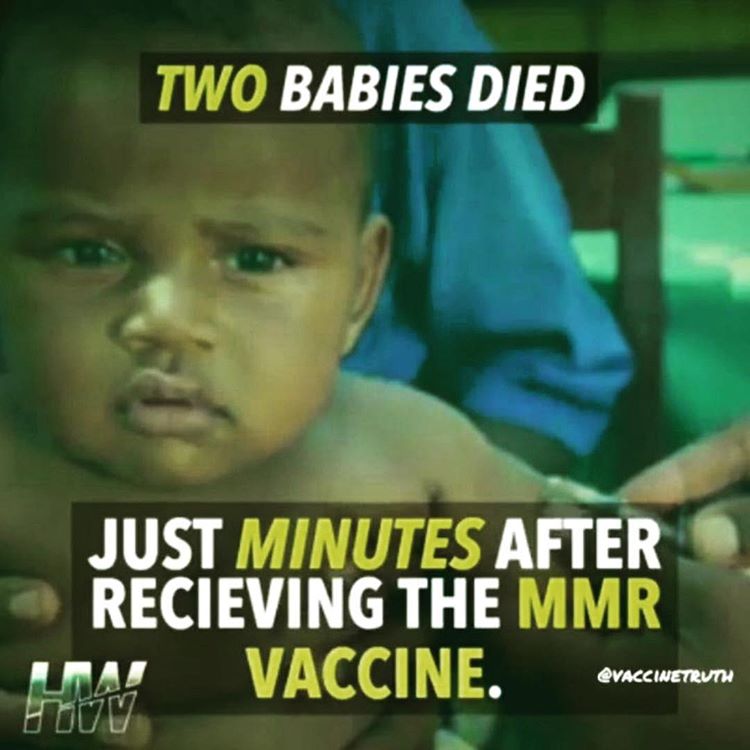 TWO BABIES DIED
JUST MINUTES AFTER
RECIEVING THE MMR
VACCINE.
@VACCINETRUTH
HW